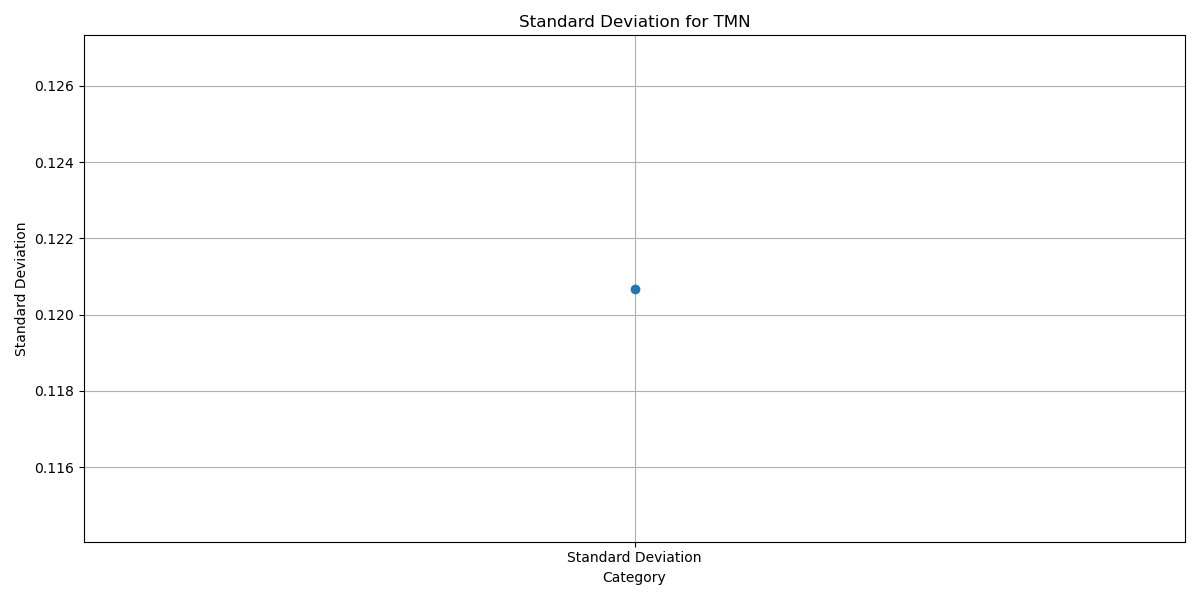 Standard Deviation for TMN
0.126
0.124
0.122
0.120
0.118
0.116
Standard Deviation
Standard Deviation
Category